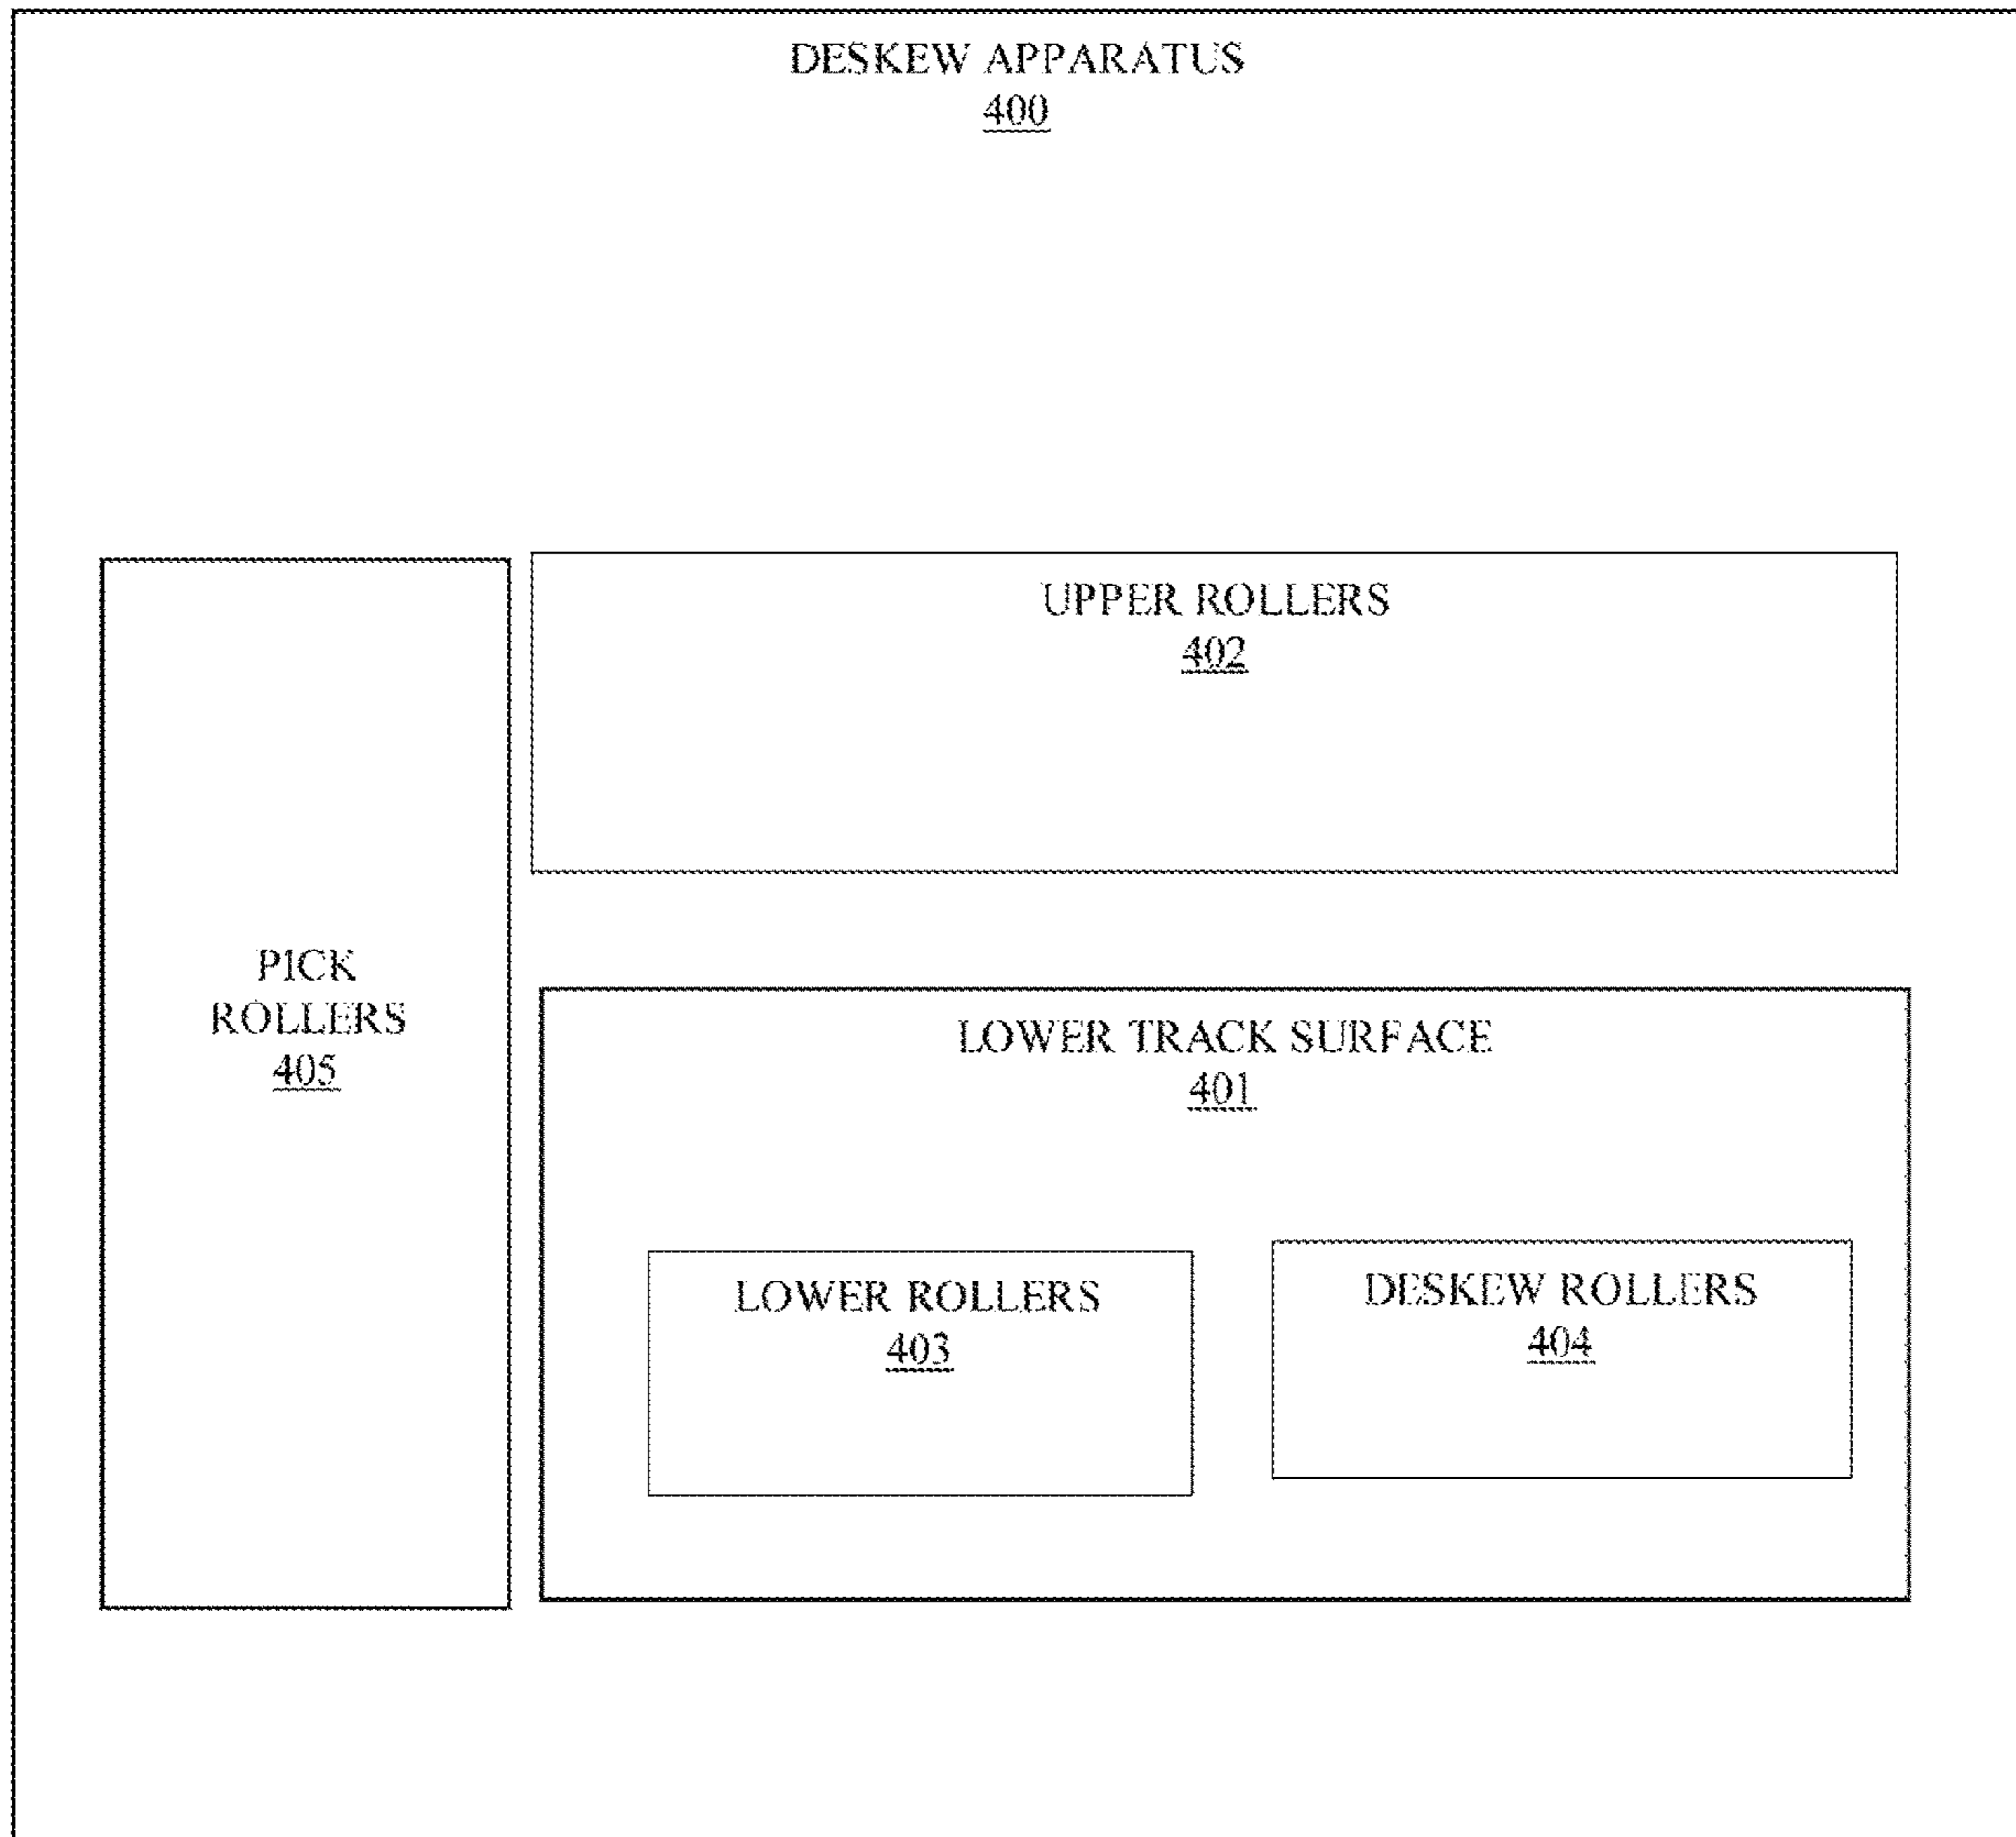 DESKEW APPARATUS
400
UPPER ROLLERS
402
PICK
ROLLERS
405
LOWER TRACK SURFACE
401
LOWER ROLLERS
403
DESKEW ROLLERS
404